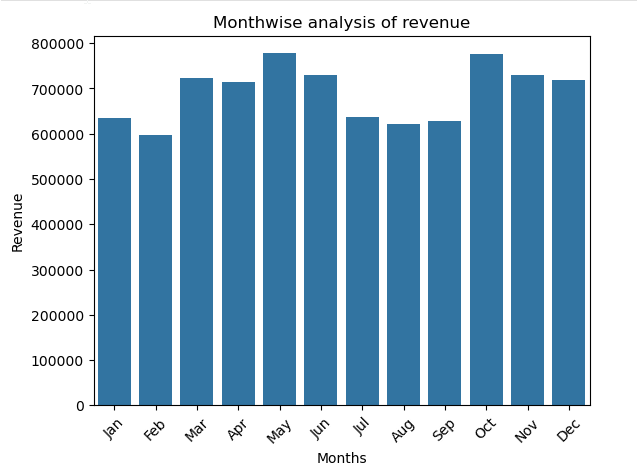 Monthwise analysis of revenue
800000
700000
600000
500000
400000
300000
200000
100000
0
Revenue
Jan
Feb
Mar
Apr
May
Jun
Jul
Aug
Sep
Oct
Nov
Dec
Months